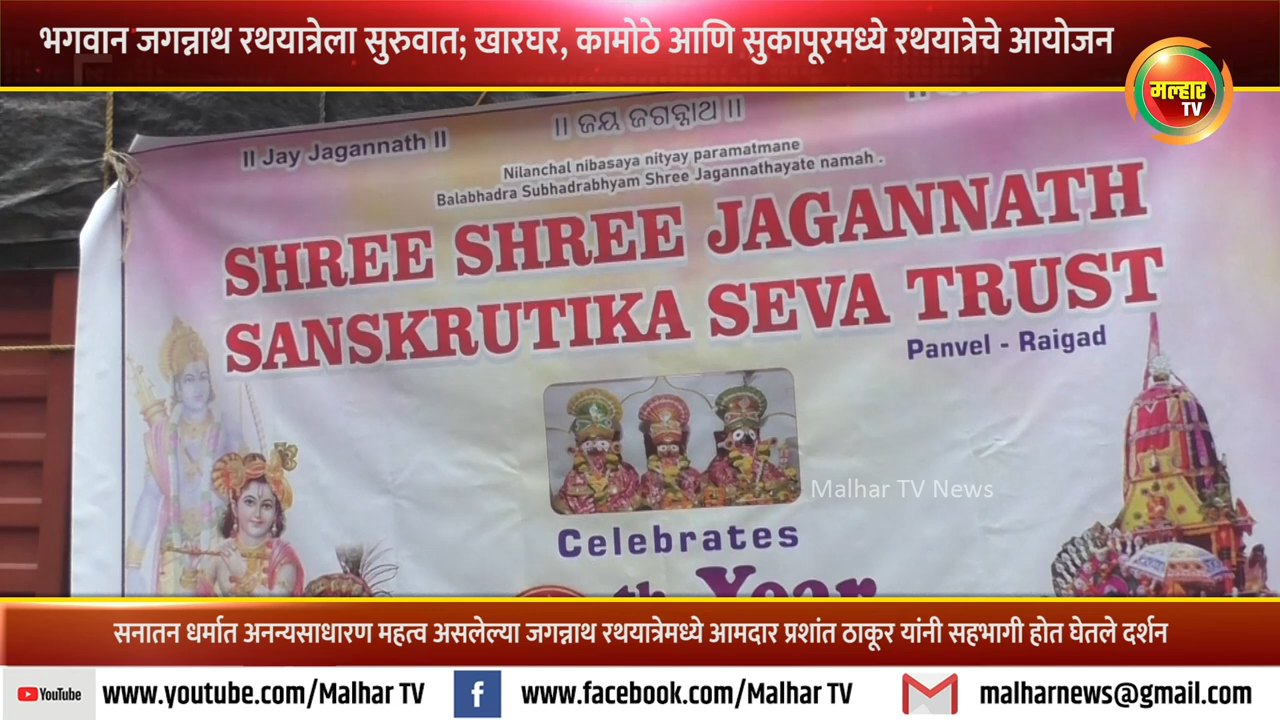 भगवान जगन्नाथ रथयात्रेला सुरुवात; खारघर, कामोठे आणि सुकापूरमध्ये रथयात्रेचे आयोजन
मल्हार
TV
॥ Jay Jagannath ॥
॥ ଜୟ ଜଗନ୍ନାଥ ॥
Nilanchal nibasaya nityay paramatmane
Balabhadra Subhadrabhyam Shree Jagannathayate namah .
SHREE SHREE JAGANNATH
SANSKRUTIKA SEVA TRUST
Panvel - Raigad
Malhar TV News
Celebrates
th Year
सनातन धर्मात अनन्यसाधारण महत्व असलेल्या जगन्नाथ रथयात्रेमध्ये आमदार प्रशांत ठाकूर यांनी सहभागी होत घेतले दर्शन
YouTube www.youtube.com/Malhar TV
f www.facebook.com/Malhar TV
malharnews@gmail.com